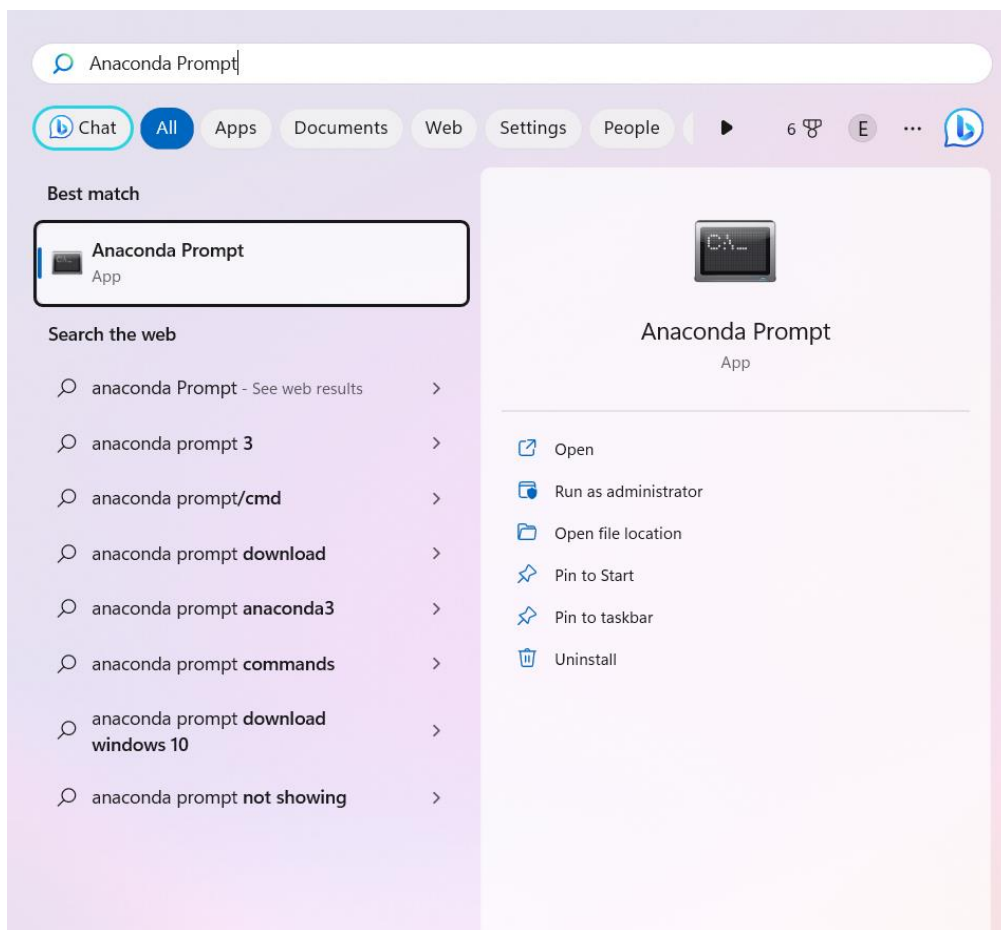 Anaconda Prompt
Chat All Apps Documents Web Settings People 6 E ...
Best match
Anaconda Prompt
App
Search the web
anaconda Prompt - See web results
anaconda prompt 3
anaconda prompt/cmd
anaconda prompt download
anaconda prompt anaconda3
anaconda prompt commands
anaconda prompt download
windows 10
anaconda prompt not showing
C:\_
Anaconda Prompt
App
Open
Run as administrator
Open file location
Pin to Start
Pin to taskbar
Uninstall